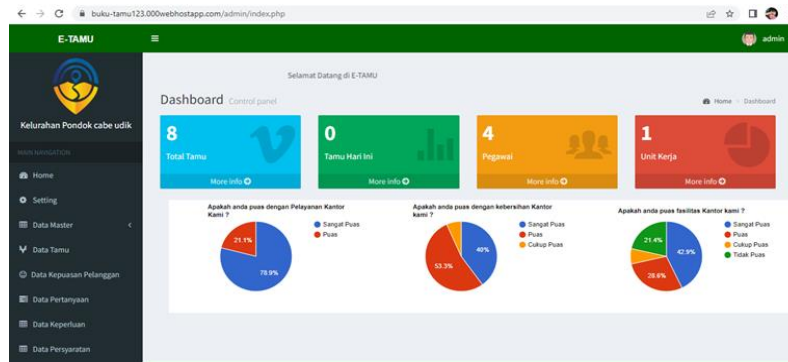 buku-tamu123.000webhostapp.com/admin/index.php
E-TAMU
admin
Kelurahan Pondok cabe udik
MAIN NAVIGATION
Home
Setting
Data Master
Data Tamu
Data Kepuasan Pelanggan
Data Pertanyaan
Data Keperluan
Data Persyaratan
Selamat Datang di E-TAMU
Dashboard Control panel
Home > Dashboard
8
Total Tamu
More info
0
Tamu Hari Ini
More info
4
Pegawai
More info
1
Unit Kerja
More info
Apakah anda puas dengan Pelayanan Kantor
Kami ?
Sangat Puas
Puas
21.1%
78.9%
Apakah anda puas dengan kebersihan Kantor
kami ?
Sangat Puas
Puas
Cukup Puas
40%
53.3%
Apakah anda puas fasilitas Kantor kami ?
Sangat Puas
Puas
Cukup Puas
Tidak Puas
21.4%
42.9%
28.6%